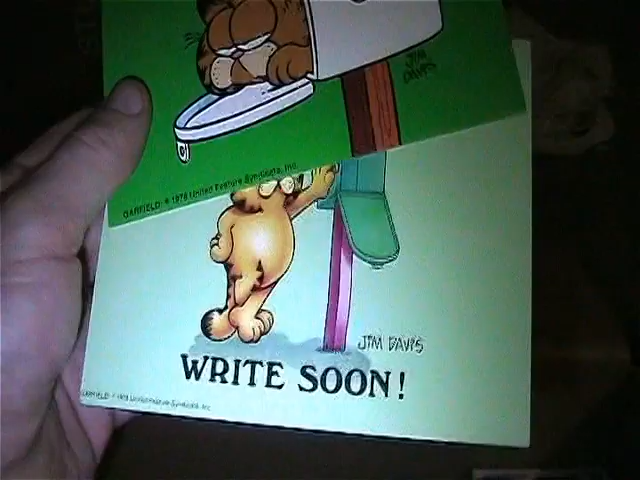 JIM
DAVIS
GARFIELD: © 1978 United Feature Syndicate, Inc.
JIM DAVIS
WRITE SOON!
GARFIELD: © 1978 United Feature Syndicate, Inc.